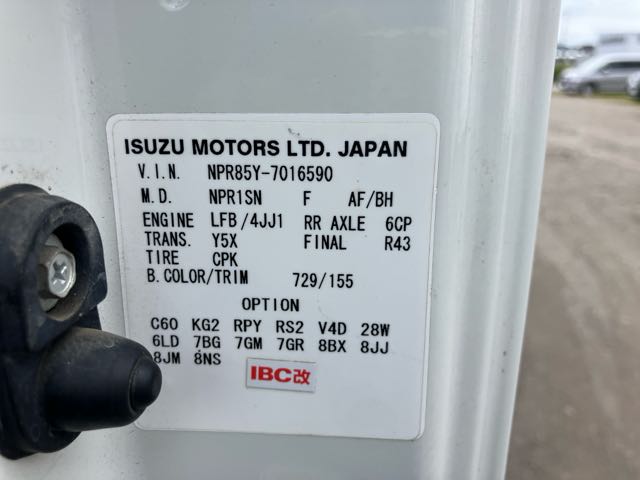 ISUZU MOTORS LTD. JAPAN
V.I.N. NPR85Y-7016590
M.D. NPR1SN F AF/BH
ENGINE LFB/4JJ1 RR AXLE 6CP
TRANS. Y5X FINAL R43
TIRE CPK
B.COLOR/TRIM 729/155
OPTION
C60 KG2 RPY RS2 V4D 28W
6LD 7BG 7GM 7GR 8BX 8JJ
8JM 8NS
IBC改